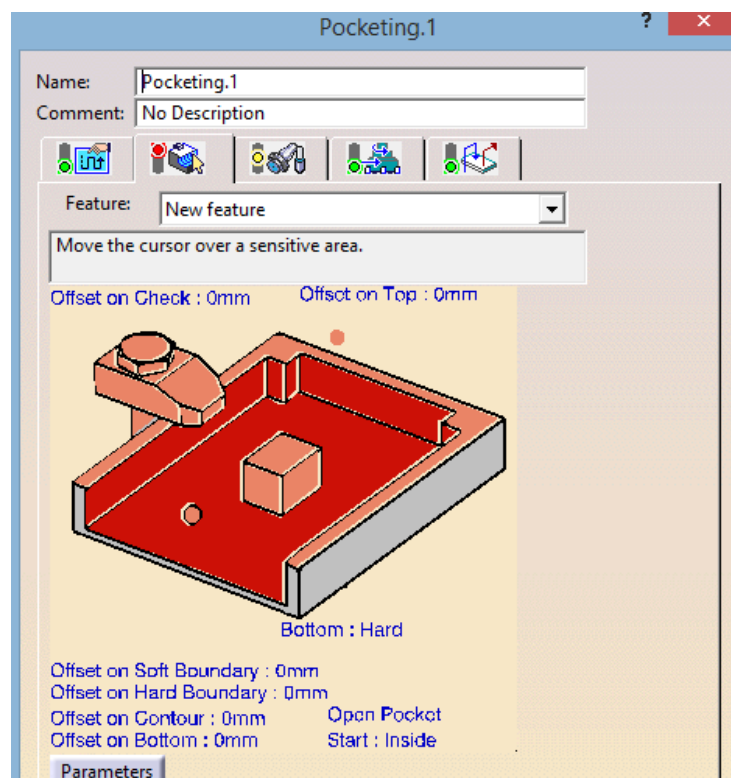 Pocketing.1
?
Name: Pocketing.1
Comment: No Description
Feature: New feature
Move the cursor over a sensitive area.
Offset on Check : 0mm Offset on Top : 0mm
Bottom : Hard
Offset on Soft Boundary : 0mm
Offset on Hard Boundary : 0mm
Offset on Contour : 0mm Open Pocket
Offset on Bottom : 0mm Start : Inside
Parameters